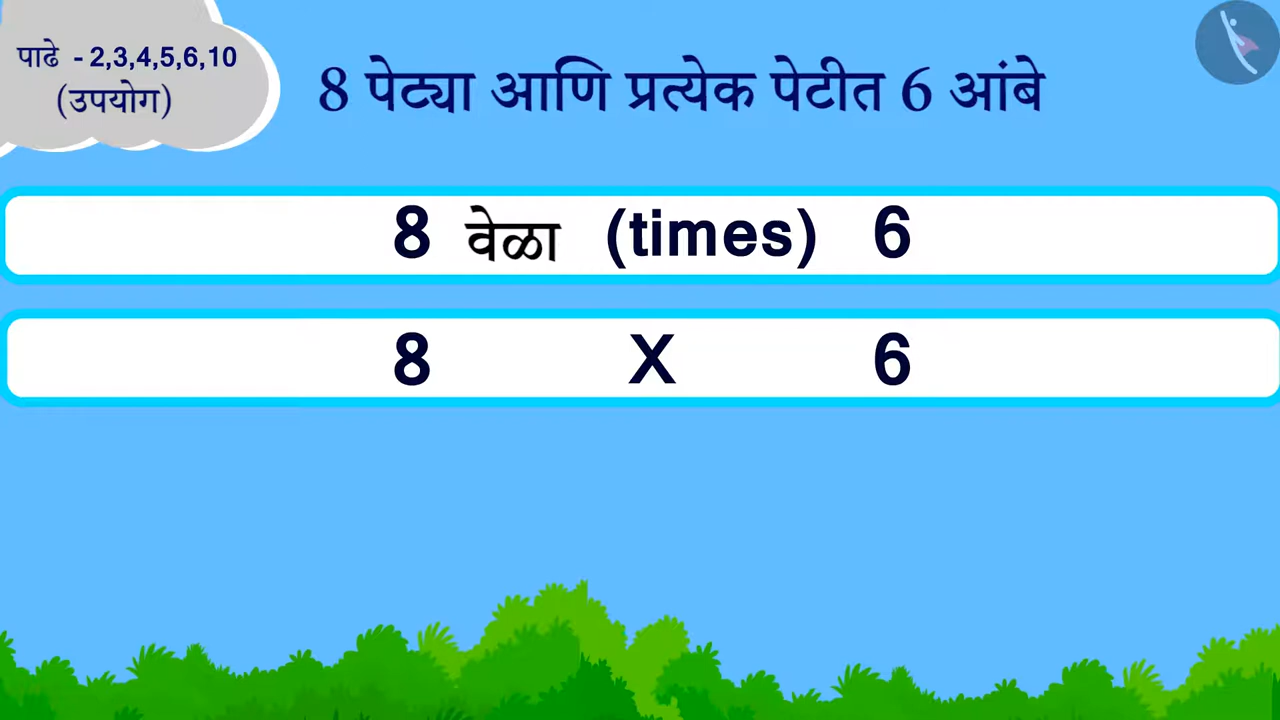 पाढे - 2,3,4,5,6,10
(उपयोग)
8 पेट्या आणि प्रत्येक पेटीत 6 आंबे
8 वेळा (times) 6
8 X 6